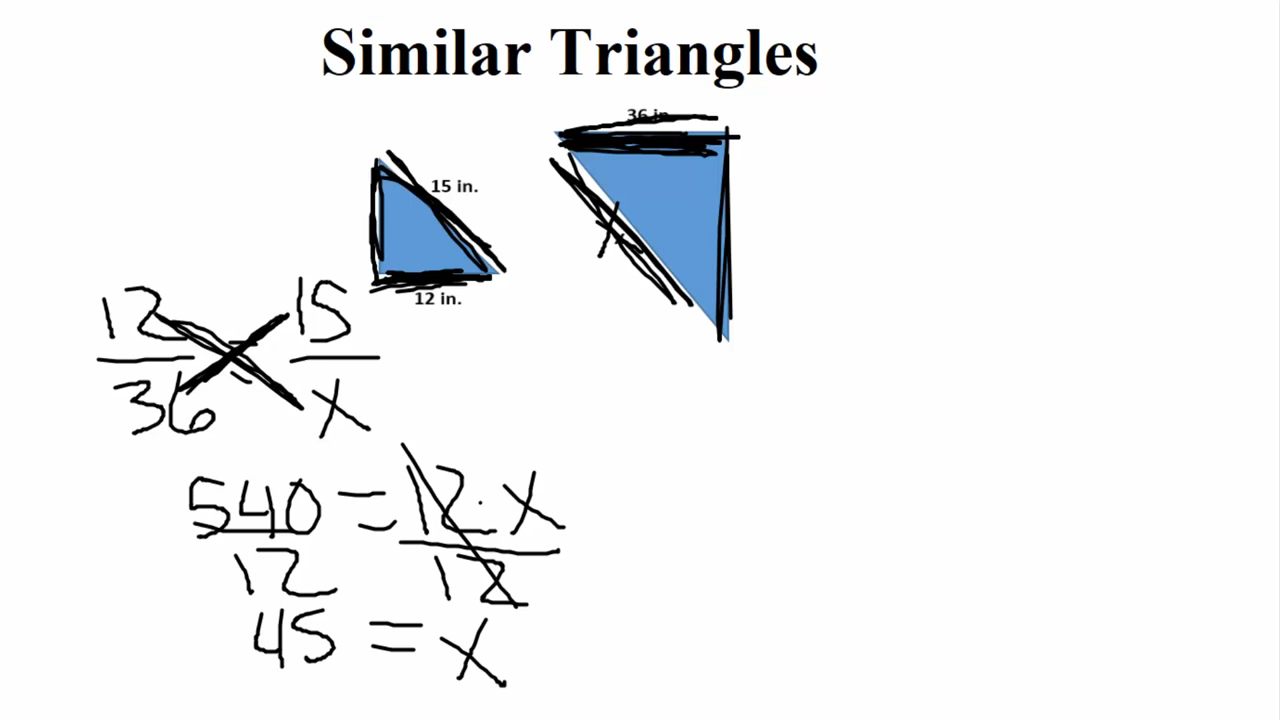 Similar Triangles
36 in.
15 in.
x
12 in.
12 = 15
36 x
540 = 12 · x
12 12
45 = x